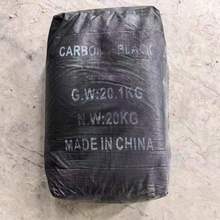 CARBON BLACK
G.W:20.1KG
N.W:20KG
MADE IN CHINA